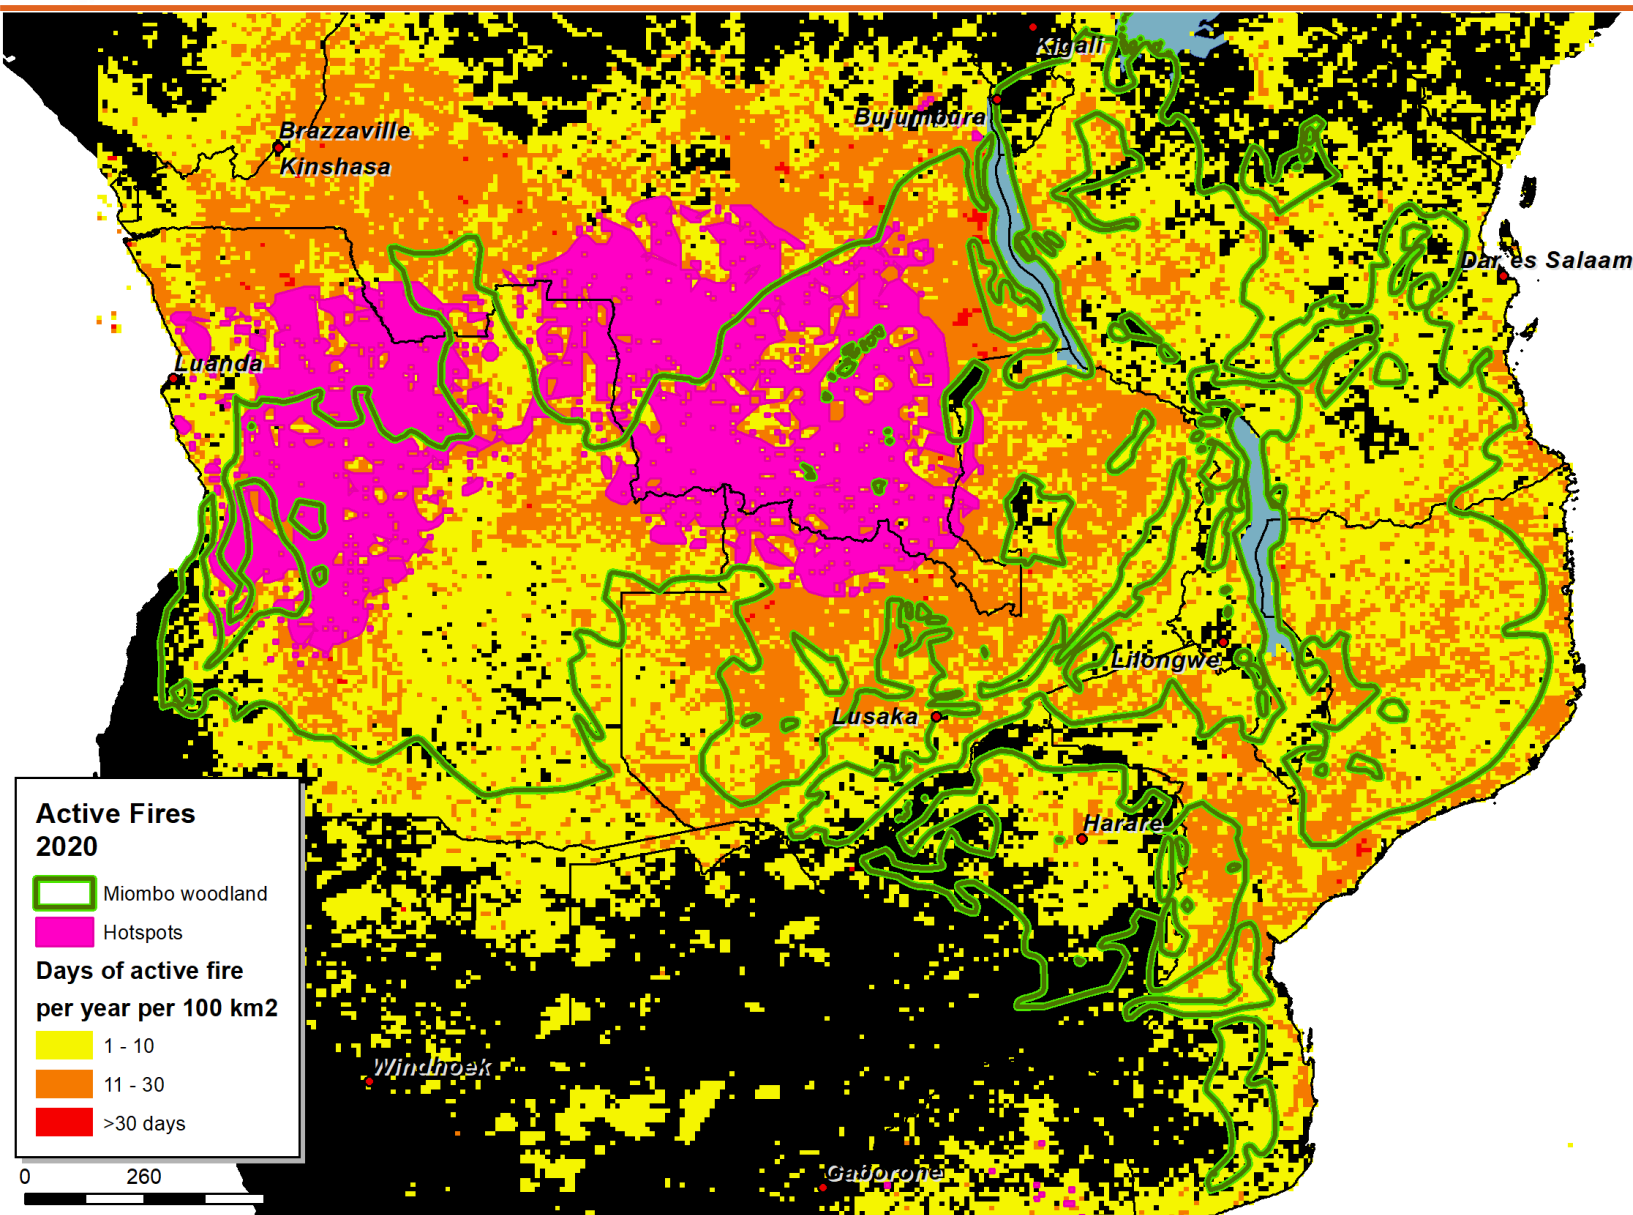 Kigali
Bujumbura
Brazzaville
Kinshasa
Dar es Salaam
Luanda
Lilongwe
Lusaka
Harare
Windhoek
Gaborone
Active Fires
2020
Miombo woodland
Hotspots
Days of active fire
per year per 100 km2
1 - 10
11 - 30
>30 days
0 260